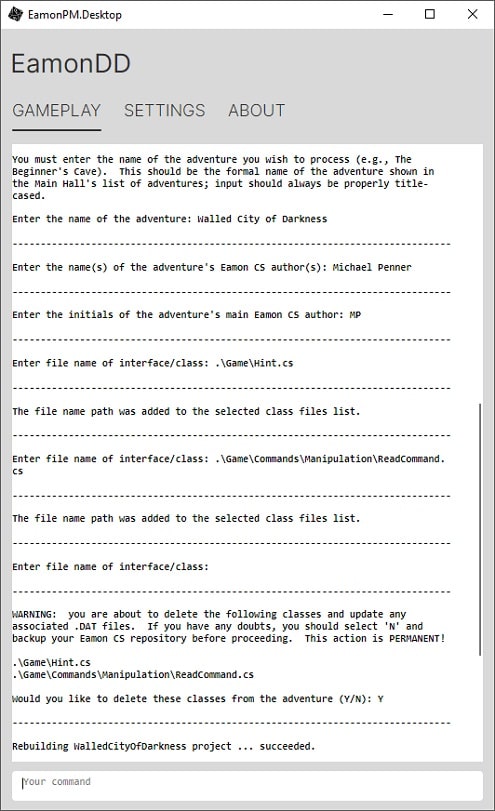 EamonPM.Desktop
EamonDD
GAMEPLAY SETTINGS ABOUT
You must enter the name of the adventure you wish to process (e.g., The
Beginner's Cave).  This should be the formal name of the adventure shown in
the Main Hall's list of adventures; input should always be properly title-
cased.
Enter the name of the adventure: Walled City of Darkness
--------------------------------------------------------------------------
Enter the name(s) of the adventure's Eamon CS author(s): Michael Penner
--------------------------------------------------------------------------
Enter the initials of the adventure's main Eamon CS author: MP
--------------------------------------------------------------------------
Enter file name of interface/class: .\Game\Hint.cs
--------------------------------------------------------------------------
The file name path was added to the selected class files list.
--------------------------------------------------------------------------
Enter file name of interface/class: .\Game\Commands\Manipulation\ReadCommand.
cs
--------------------------------------------------------------------------
The file name path was added to the selected class files list.
--------------------------------------------------------------------------
Enter file name of interface/class:
--------------------------------------------------------------------------
WARNING:  you are about to delete the following classes and update any
associated .DAT files.  If you have any doubts, you should select 'N' and
backup your Eamon CS repository before proceeding.  This action is PERMANENT!
.\Game\Hint.cs
.\Game\Commands\Manipulation\ReadCommand.cs
Would you like to delete these classes from the adventure (Y/N): Y
--------------------------------------------------------------------------
Rebuilding WalledCityOfDarkness project ... succeeded.
Your command